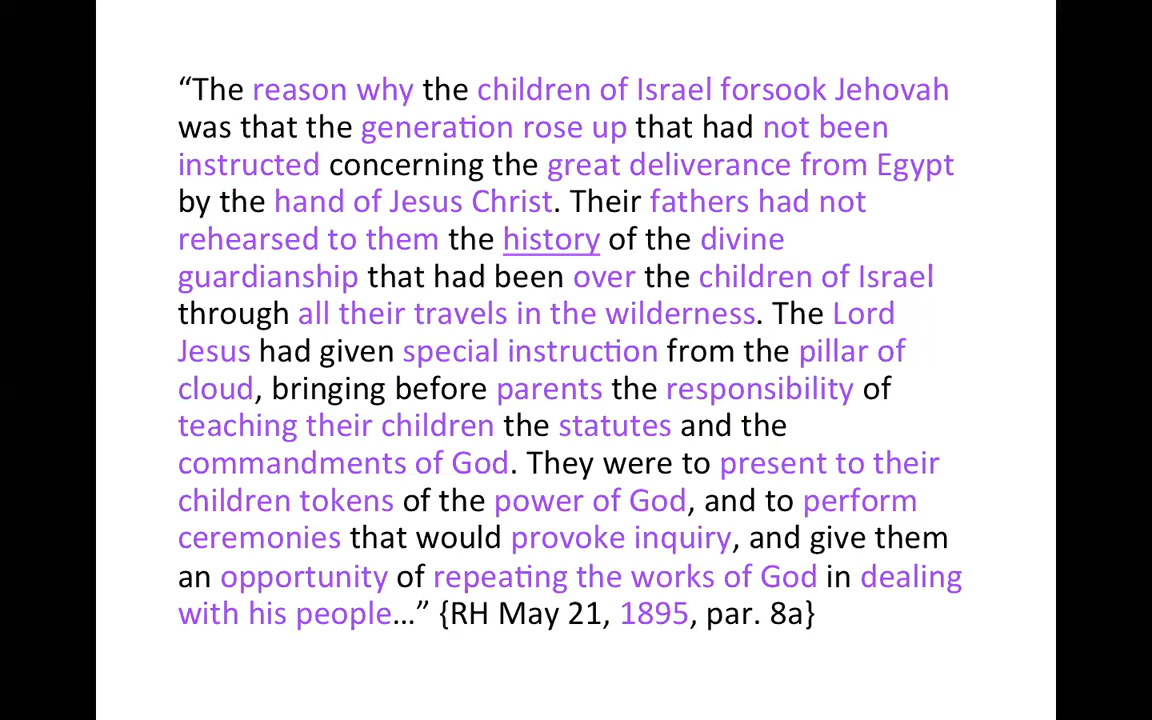 “The reason why the children of Israel forsook Jehovah
was that the generation rose up that had not been
instructed concerning the great deliverance from Egypt
by the hand of Jesus Christ. Their fathers had not
rehearsed to them the history of the divine
guardianship that had been over the children of Israel
through all their travels in the wilderness. The Lord
Jesus had given special instruction from the pillar of
cloud, bringing before parents the responsibility of
teaching their children the statutes and the
commandments of God. They were to present to their
children tokens of the power of God, and to perform
ceremonies that would provoke inquiry, and give them
an opportunity of repeating the works of God in dealing
with his people…” {RH May 21, 1895, par. 8a}